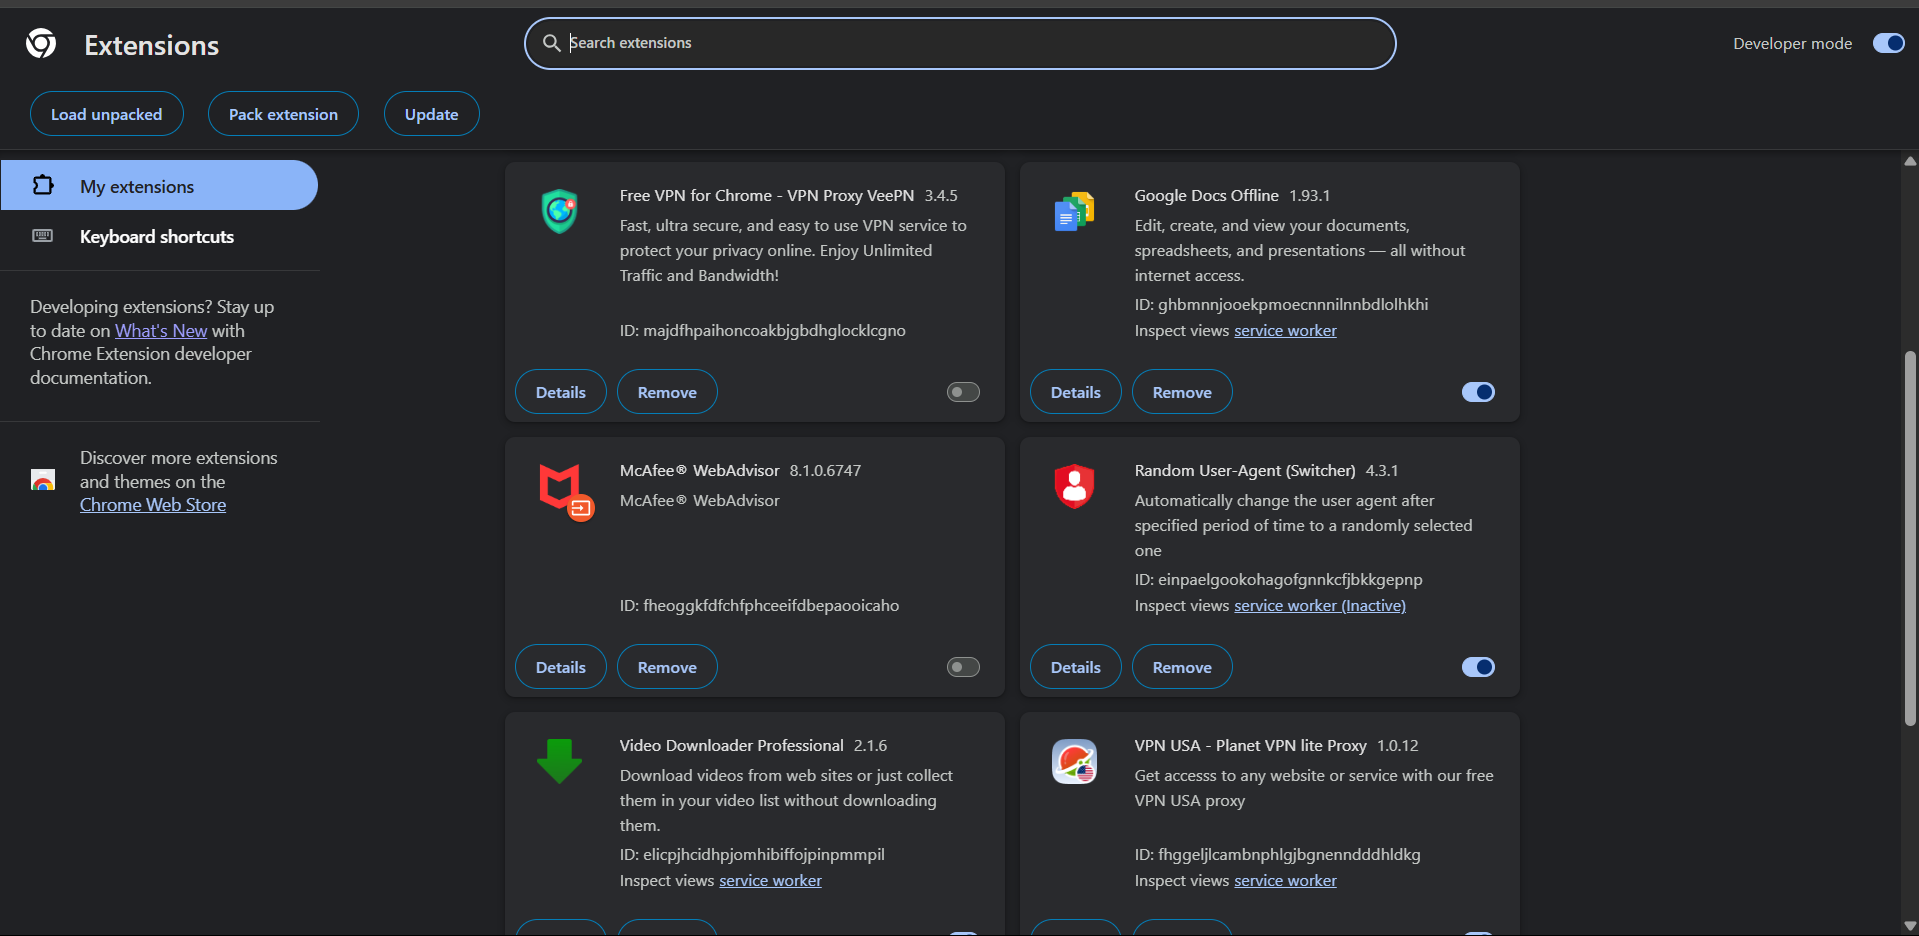 Extensions
Search extensions
Developer mode
Load unpacked
Pack extension
Update
My extensions
Keyboard shortcuts
Developing extensions? Stay up
to date on What's New with
Chrome Extension developer
documentation.
Discover more extensions
and themes on the
Chrome Web Store
Free VPN for Chrome - VPN Proxy VeePN 3.4.5
Fast, ultra secure, and easy to use VPN service to
protect your privacy online. Enjoy Unlimited
Traffic and Bandwidth!
ID: majdfhpaihoncoakbjgbdhglocklcgno
Details
Remove
Google Docs Offline 1.93.1
Edit, create, and view your documents,
spreadsheets, and presentations — all without
internet access.
ID: ghbmnnjooekpmoecnnnilnnbdlolhkhi
Inspect views service worker
Details
Remove
McAfee® WebAdvisor 8.1.0.6747
McAfee® WebAdvisor
ID: fheoggkfdfchfphceeifdbepaooicaho
Details
Remove
Random User-Agent (Switcher) 4.3.1
Automatically change the user agent after
specified period of time to a randomly selected
one
ID: einpaelgookohagofgnnkcfjbkkgepnp
Inspect views service worker (Inactive)
Details
Remove
Video Downloader Professional 2.1.6
Download videos from web sites or just collect
them in your video list without downloading
them.
ID: elicpjhcidhpjomhibiffojpinpmmpil
Inspect views service worker
VPN USA - Planet VPN lite Proxy 1.0.12
Get accesss to any website or service with our free
VPN USA proxy
ID: fhggeljlcambnphlgjbgnenndddhldkg
Inspect views service worker